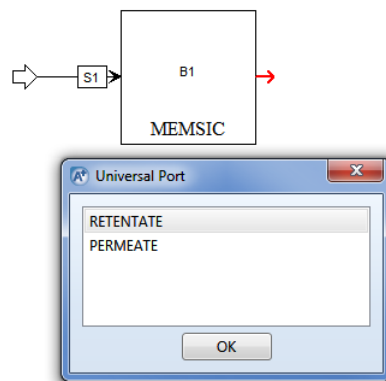 S1
B1
MEMSIC
A+ Universal Port
RETENTATE
PERMEATE
OK